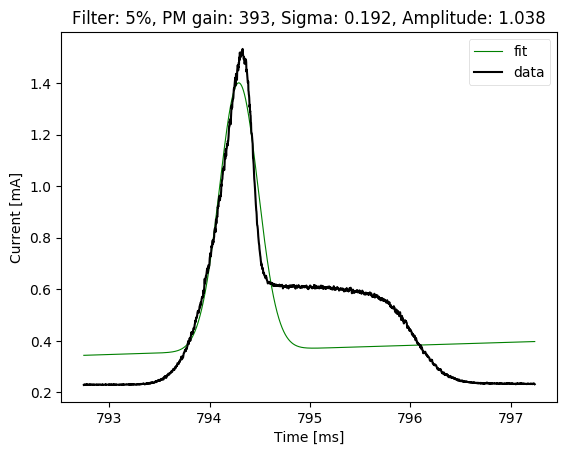 Filter: 5%, PM gain: 393, Sigma: 0.192, Amplitude: 1.038
fit
data
Current [mA]
1.4
1.2
1.0
0.8
0.6
0.4
0.2
793 794 795 796 797
Time [ms]